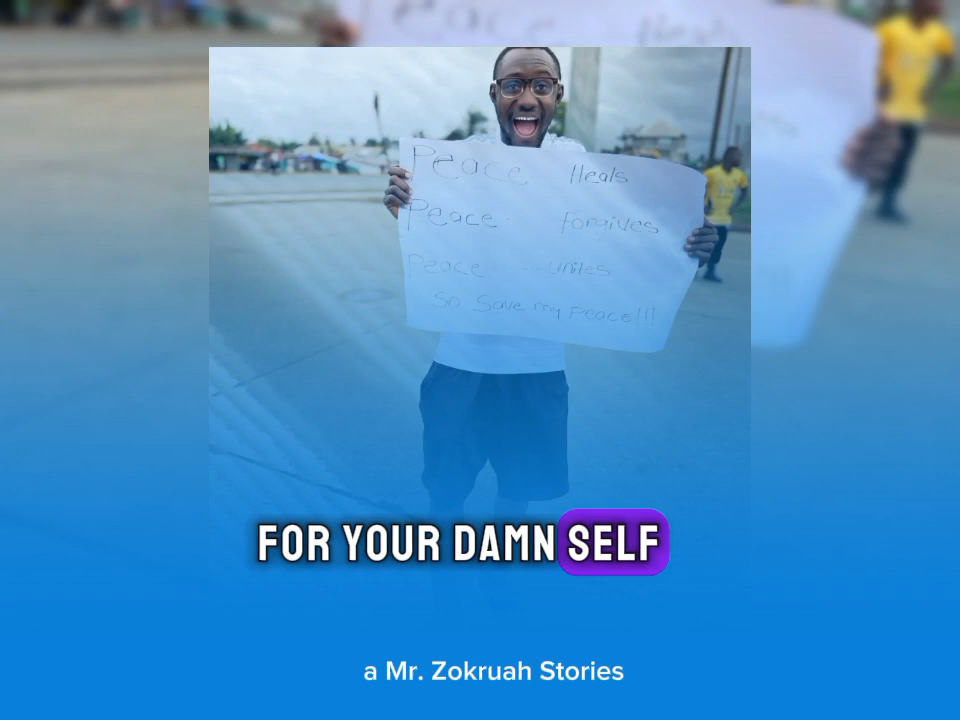 Peace Heals
Peace forgives
Peace unites
So Save my Peace!!!
FOR YOUR DAMN SELF
a Mr. Zokruah Stories